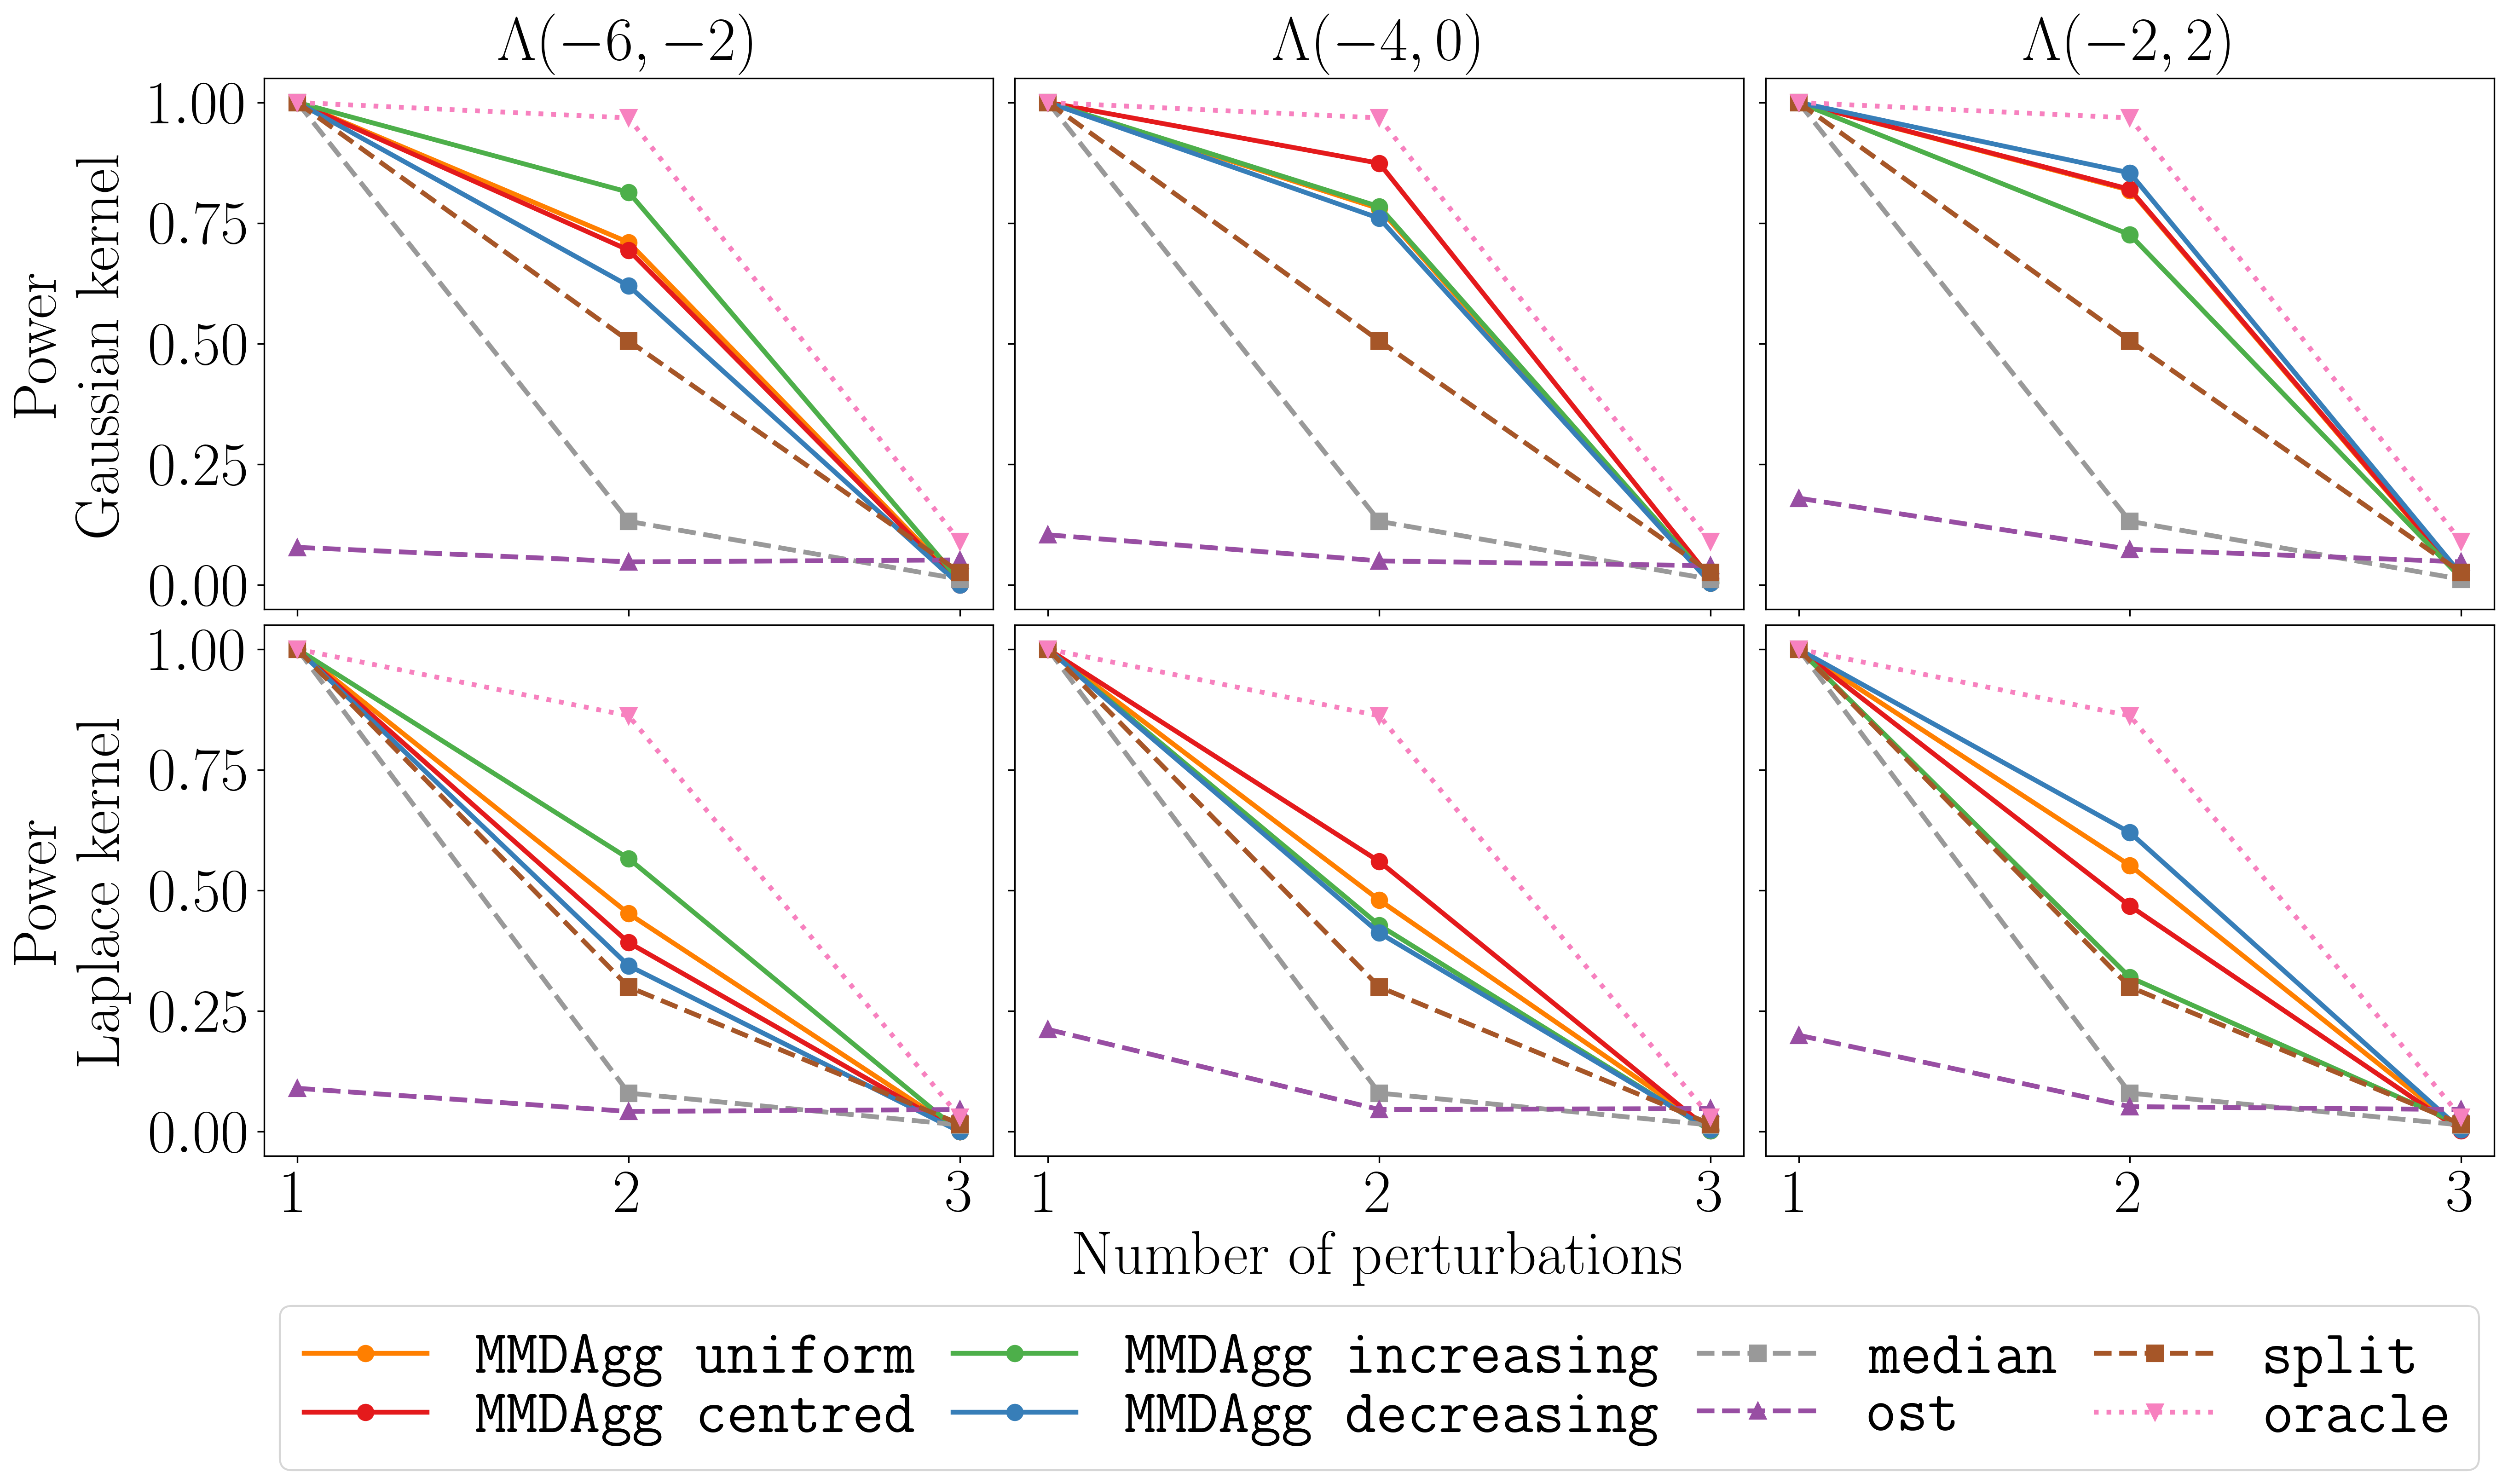 Λ(−6, −2)
Λ(−4, 0)
Λ(−2, 2)
Power
Gaussian kernel
1.00
0.75
0.50
0.25
0.00
Power
Laplace kernel
1.00
0.75
0.50
0.25
0.00
1 2 3
1 2 3
1 2 3
Number of perturbations
MMDAgg uniform
MMDAgg centred
MMDAgg increasing
MMDAgg decreasing
median
ost
split
oracle